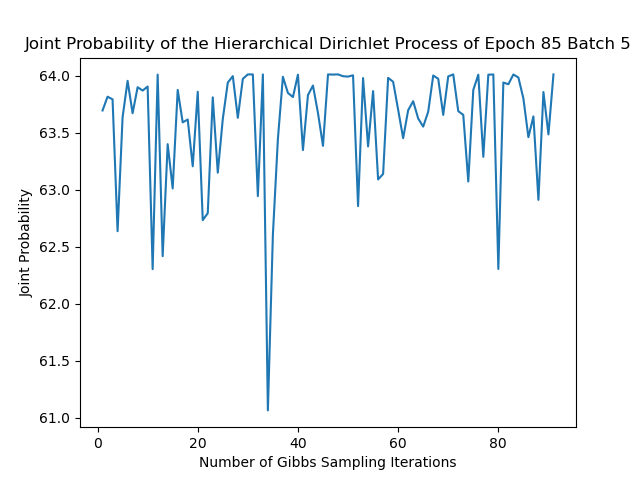 Joint Probability of the Hierarchical Dirichlet Process of Epoch 85 Batch 5
64.0
63.5
63.0
62.5
62.0
61.5
61.0
Joint Probability
0 20 40 60 80
Number of Gibbs Sampling Iterations